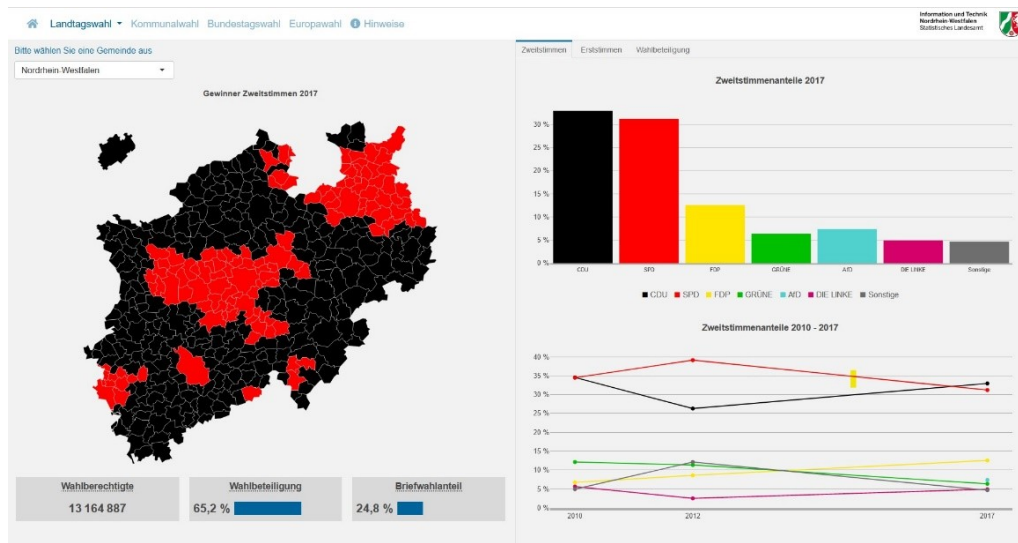 Landtagswahl Kommunalwahl Bundestagswahl Europawahl Hinweise
Information und Technik
Nordrhein-Westfalen
Statistisches Landesamt
Bitte wählen Sie eine Gemeinde aus
Nordrhein-Westfalen
Gewinner Zweitstimmen 2017
Wahlberechtigte
13 164 887
Wahlbeteiligung
65,2 %
Briefwahlanteil
24,8 %
Zweitstimmen Erststimmen Wahlbeteiligung
Zweitstimmenanteile 2017
30 %
25 %
20 %
15 %
10 %
5 %
0 %
CDU SPD FDP GRÜNE AfD DIE LINKE Sonstige
CDU SPD FDP GRÜNE AfD DIE LINKE Sonstige
Zweitstimmenanteile 2010 - 2017
40 %
35 %
30 %
25 %
20 %
15 %
10 %
5 %
0 %
2010 2012 2017